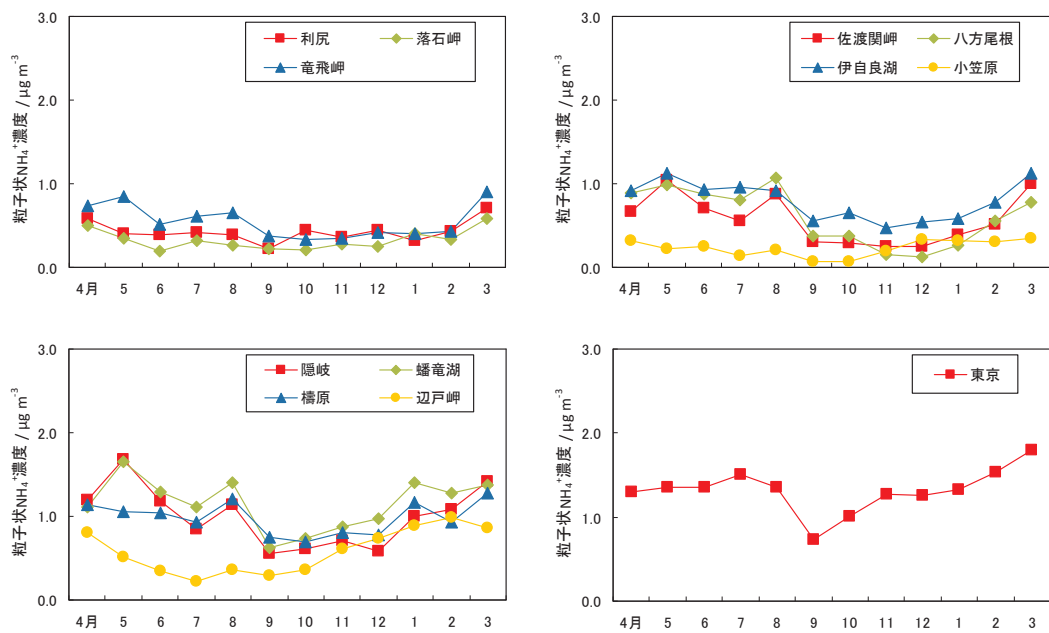 粒子状NH₄⁺濃度 / μg m⁻³
3.0
2.0
1.0
0.0
利尻
落石岬
竜飛岬
4月 5 6 7 8 9 10 11 12 1 2 3
粒子状NH₄⁺濃度 / μg m⁻³
3.0
2.0
1.0
0.0
佐渡関岬
八方尾根
伊自良湖
小笠原
4月 5 6 7 8 9 10 11 12 1 2 3
粒子状NH₄⁺濃度 / μg m⁻³
3.0
2.0
1.0
0.0
隠岐
蟠竜湖
檮原
辺戸岬
4月 5 6 7 8 9 10 11 12 1 2 3
粒子状NH₄⁺濃度 / μg m⁻³
3.0
2.0
1.0
0.0
東京
4月 5 6 7 8 9 10 11 12 1 2 3